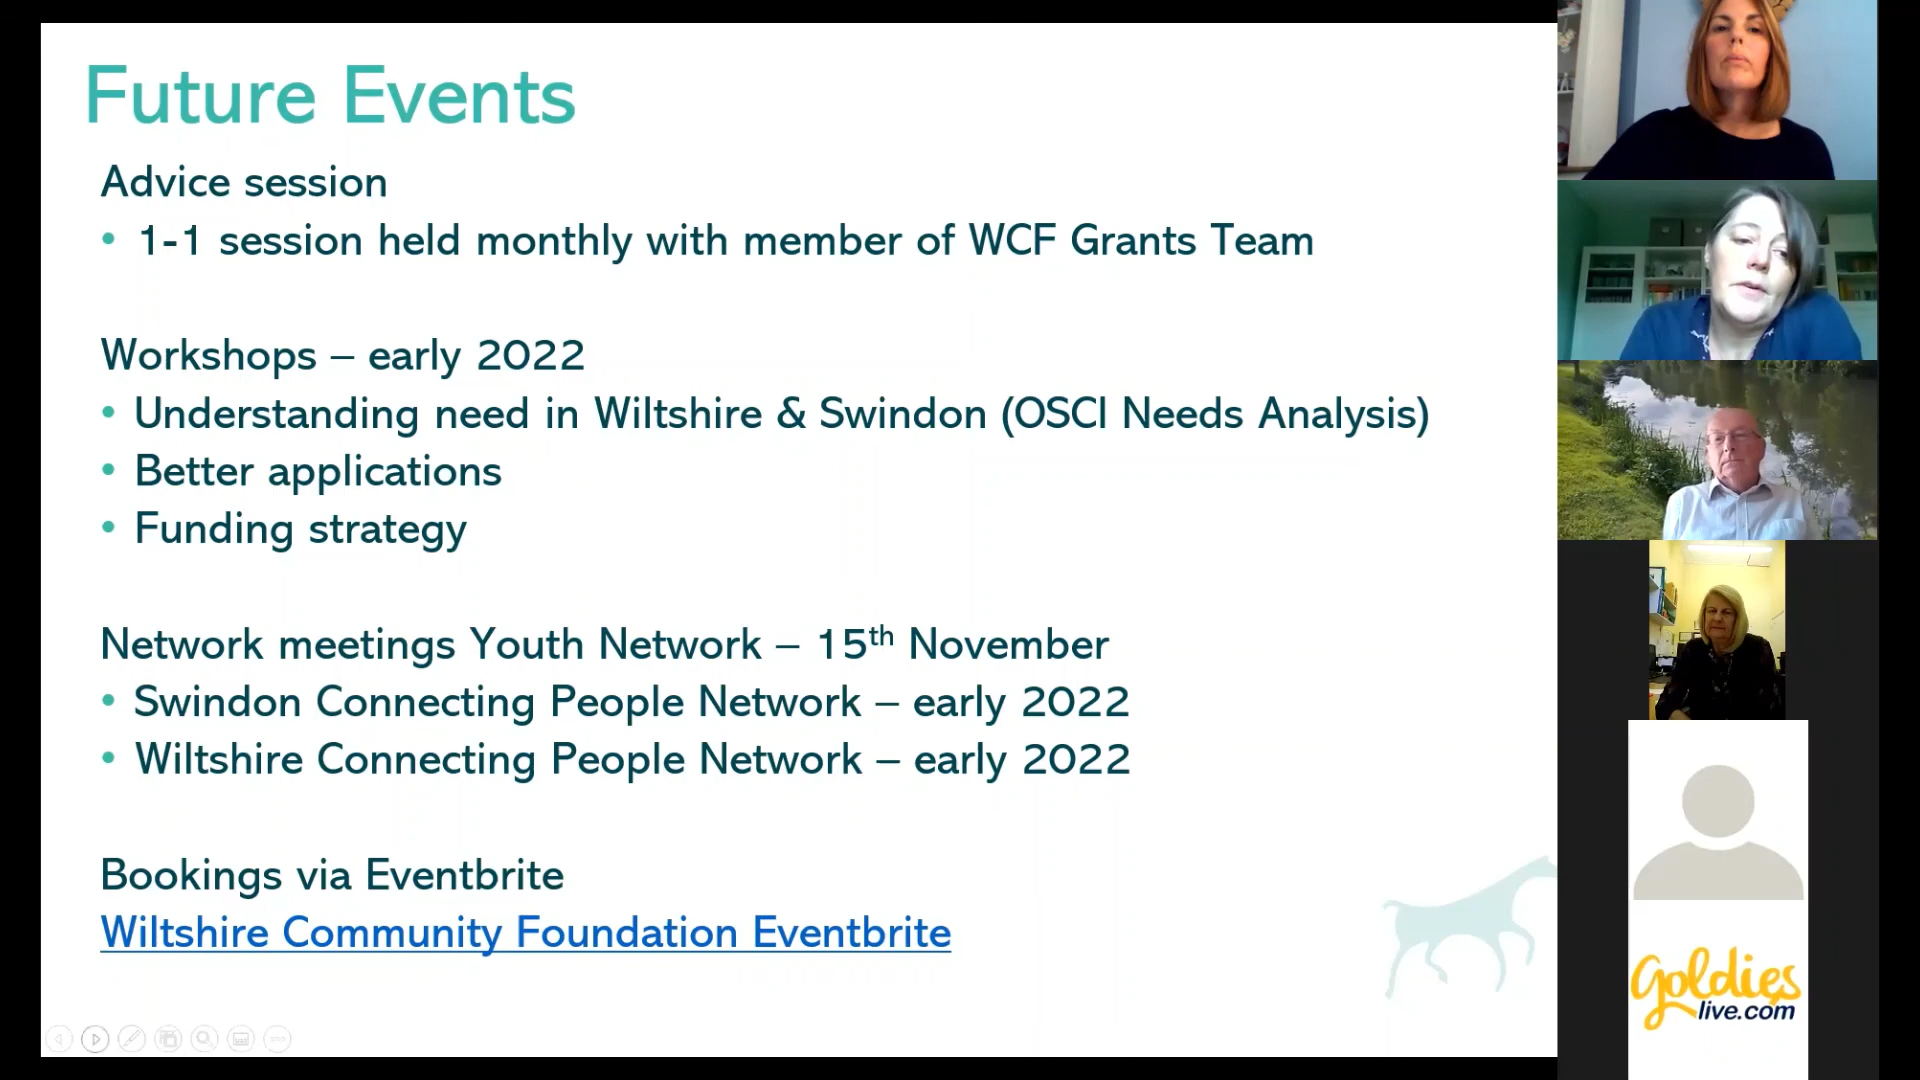 Future Events
Advice session
• 1-1 session held monthly with member of WCF Grants Team
Workshops – early 2022
• Understanding need in Wiltshire & Swindon (OSCI Needs Analysis)
• Better applications
• Funding strategy
Network meetings Youth Network – 15th November
• Swindon Connecting People Network – early 2022
• Wiltshire Connecting People Network – early 2022
Bookings via Eventbrite
Wiltshire Community Foundation Eventbrite
Goldies
live.com